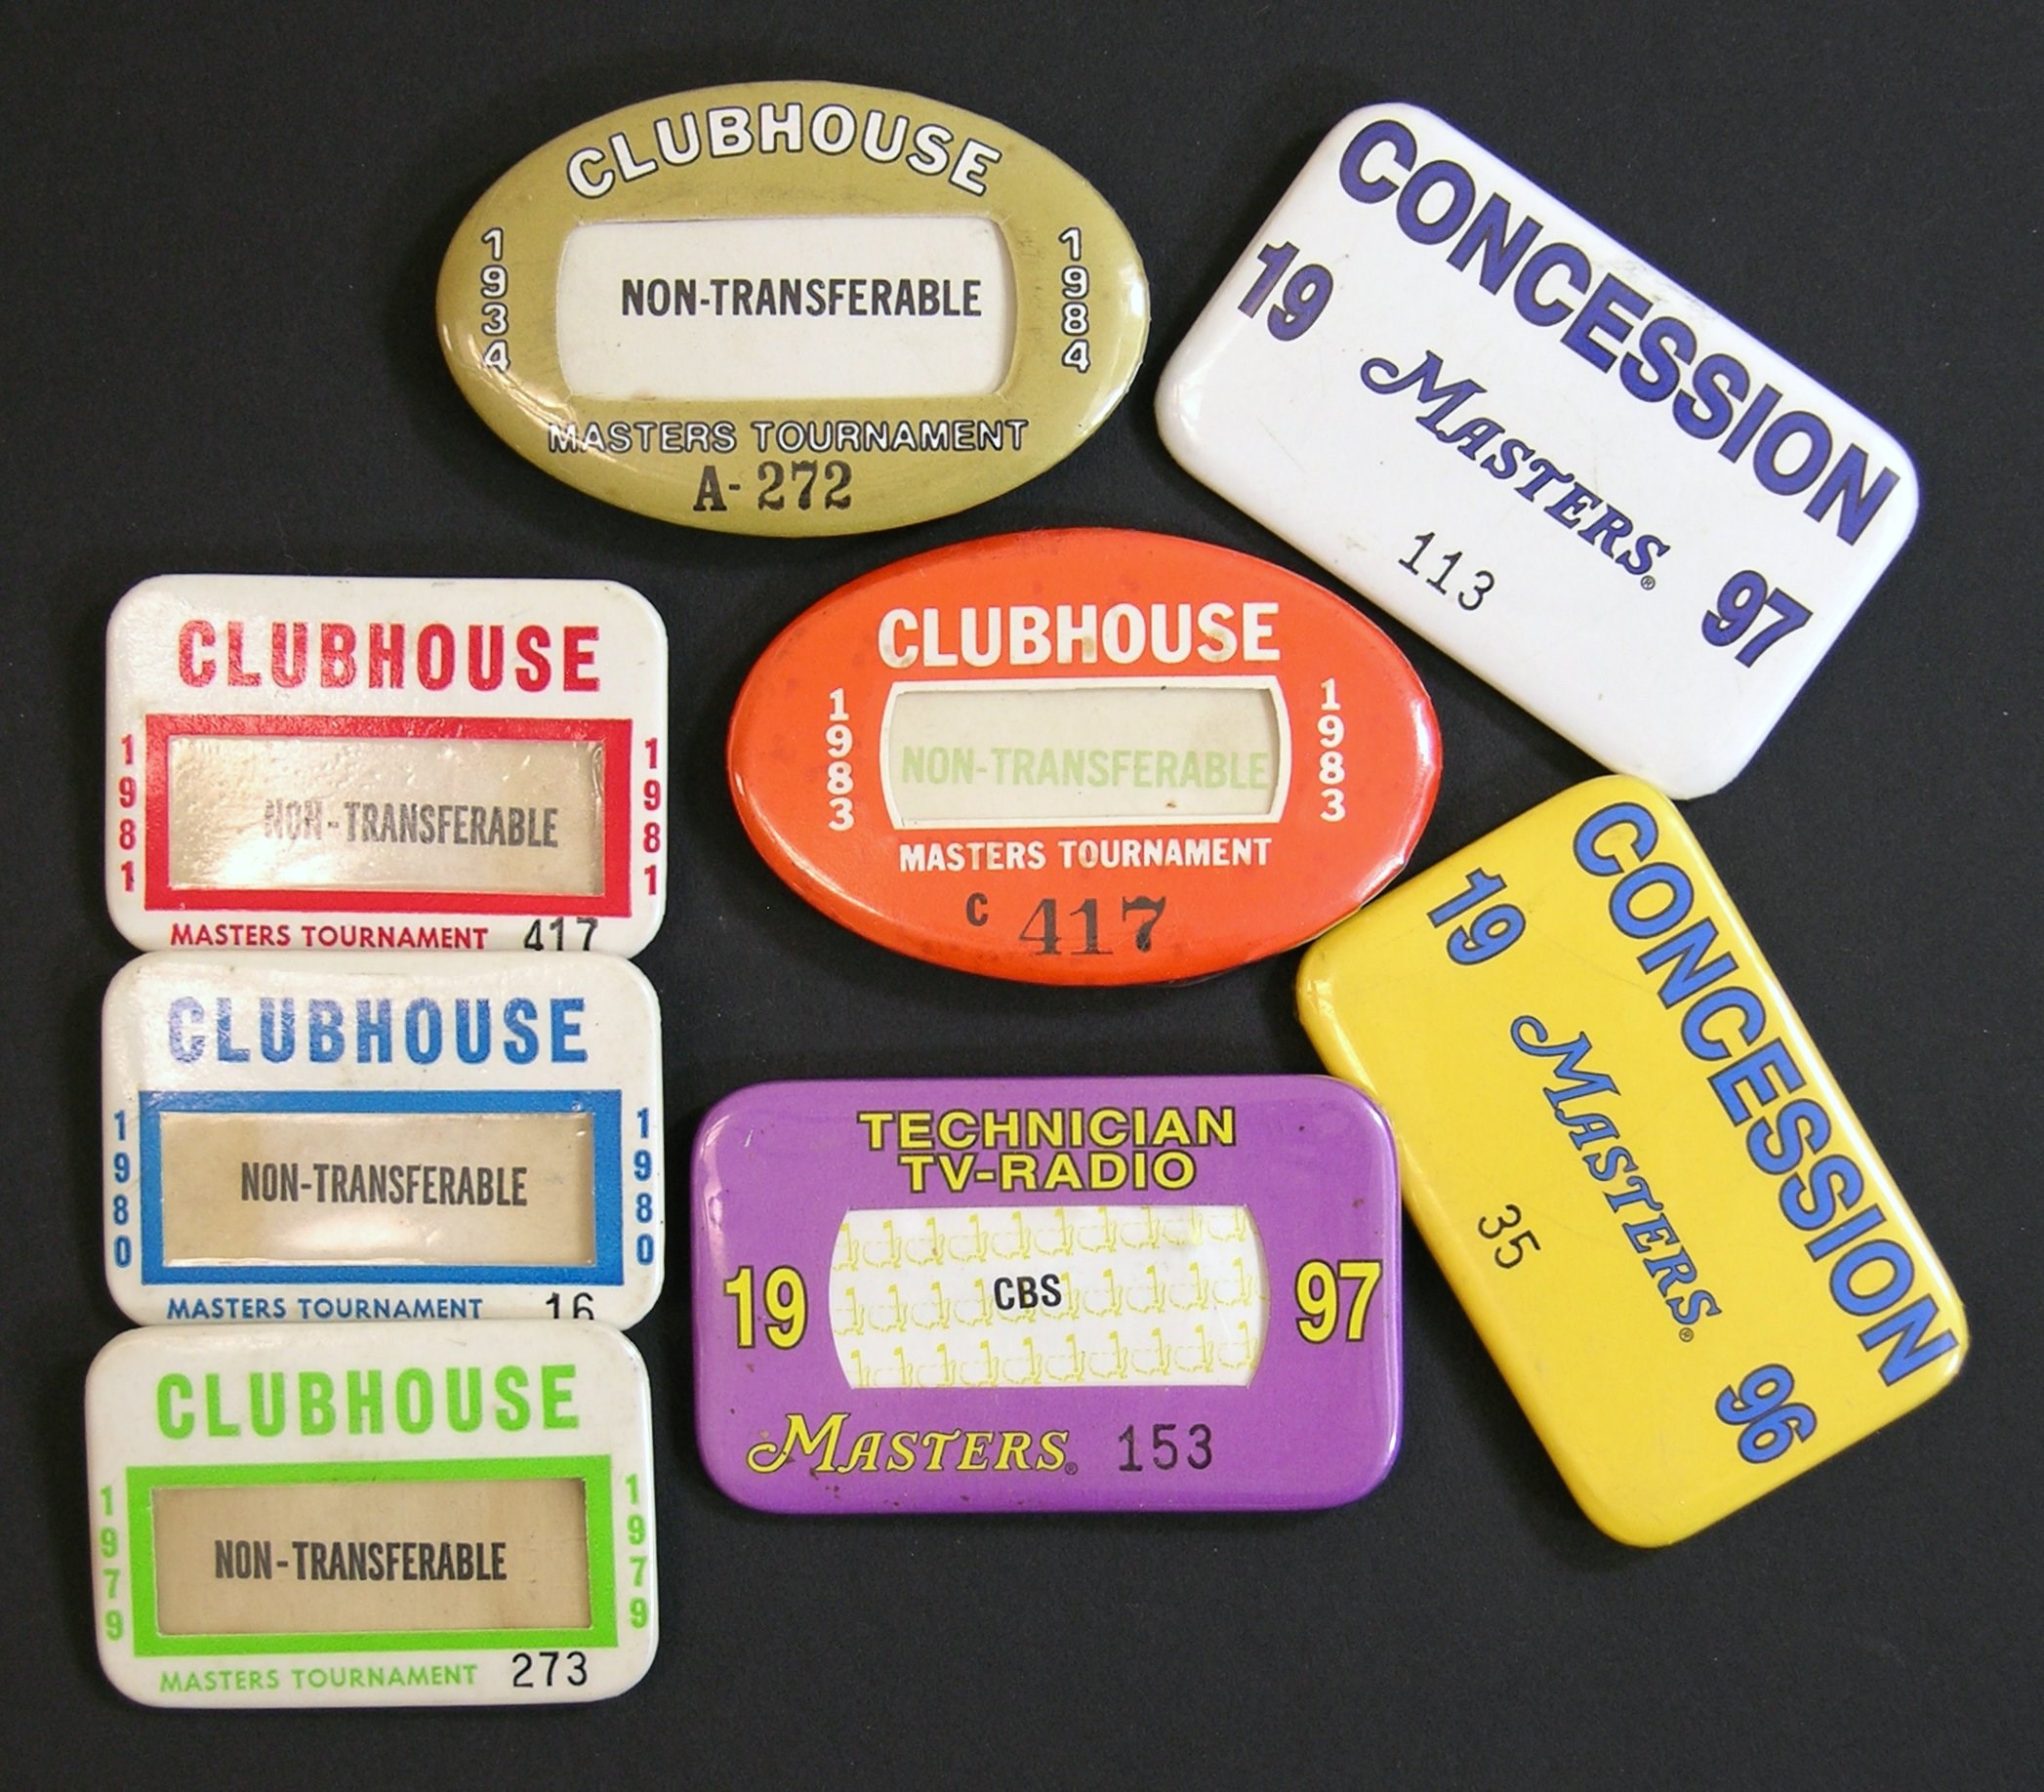 CLUBHOUSE
1934
1984
NON-TRANSFERABLE
MASTERS TOURNAMENT
A-272
CONCESSION
19
MASTERS®
113
97
CLUBHOUSE
1981
1981
NON-TRANSFERABLE
MASTERS TOURNAMENT 417
CLUBHOUSE
1983
1983
NON-TRANSFERABLE
MASTERS TOURNAMENT
C 417
CONCESSION
19
MASTERS®
35
96
CLUBHOUSE
1980
1980
NON-TRANSFERABLE
MASTERS TOURNAMENT 16
TECHNICIAN
TV-RADIO
19 CBS 97
MASTERS® 153
CLUBHOUSE
1979
1979
NON-TRANSFERABLE
MASTERS TOURNAMENT 273